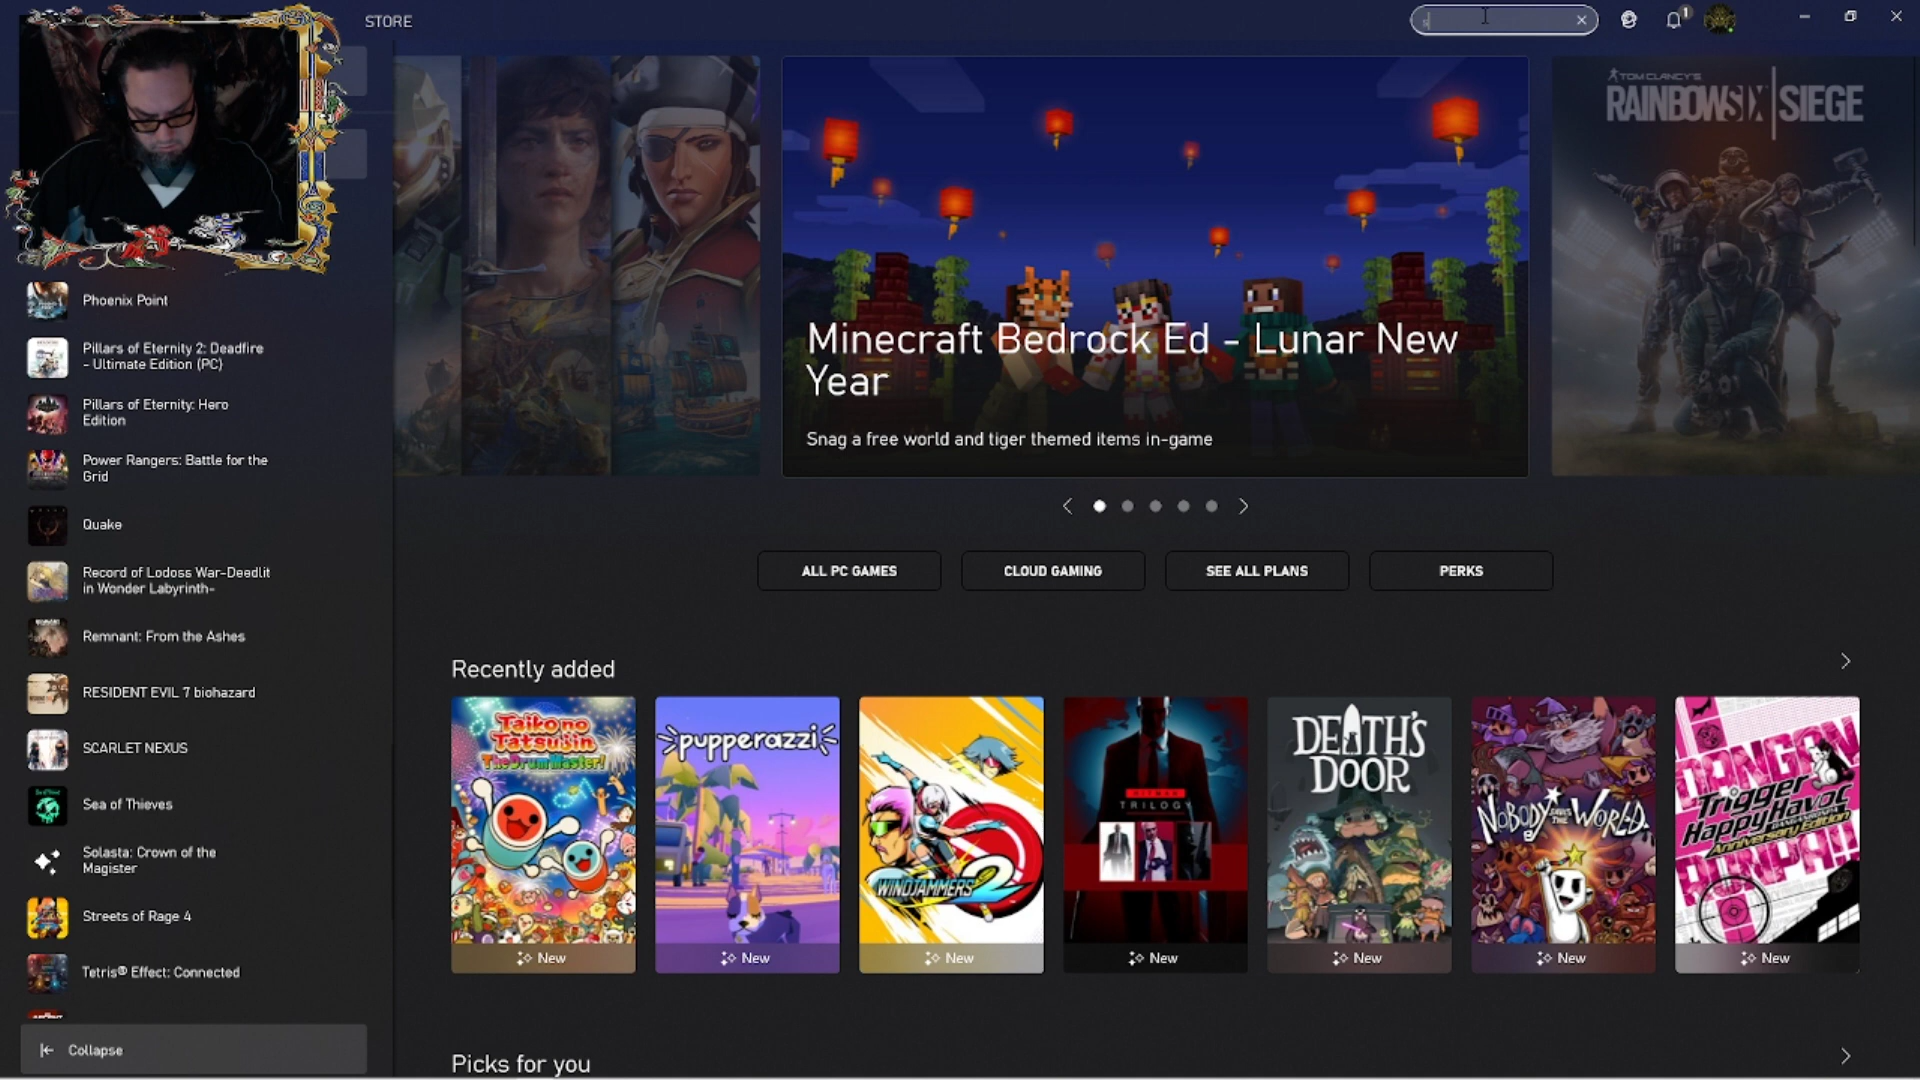 STORE
1
TOM CLANCY'S
RAINBOWSIX SIEGE
Minecraft Bedrock Ed - Lunar New
Year
Snag a free world and tiger themed items in-game
ALL PC GAMES
CLOUD GAMING
SEE ALL PLANS
PERKS
Phoenix Point
Pillars of Eternity 2: Deadfire
- Ultimate Edition (PC)
Pillars of Eternity: Hero
Edition
Power Rangers: Battle for the
Grid
Quake
Record of Lodoss War-Deedlit
in Wonder Labyrinth-
Remnant: From the Ashes
RESIDENT EVIL 7 biohazard
SCARLET NEXUS
Sea of Thieves
Solasta: Crown of the
Magister
Streets of Rage 4
Tetris® Effect: Connected
Collapse
Recently added
Taiko no
Tatsujin
The Drum Master!
New
pupperazzi
New
WINDJAMMERS 2
New
HITMAN
TRILOGY
New
DEATH'S
DOOR
New
NOBODY SAVES THE WORLD
New
DANGANRONPA
Trigger
Happy Havoc
Anniversary Edition
New
Picks for you